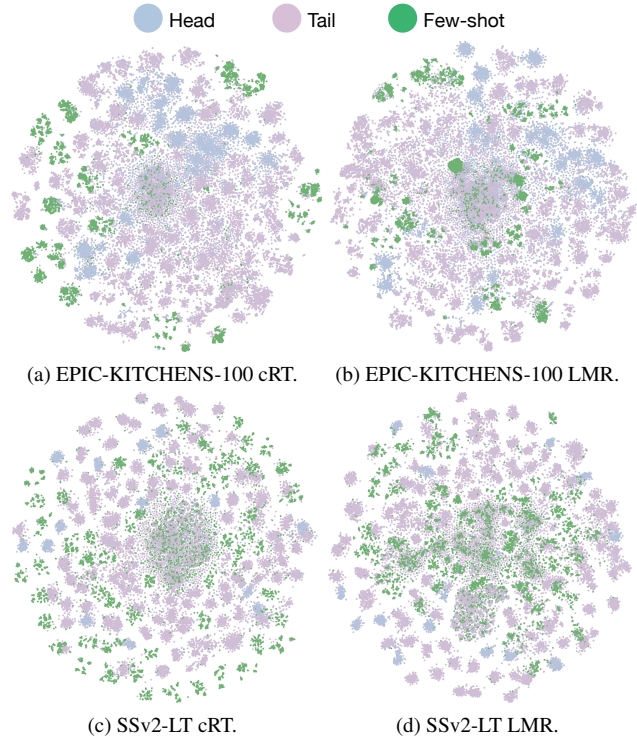 Head Tail Few-shot
(a) EPIC-KITCHENS-100 cRT. (b) EPIC-KITCHENS-100 LMR.
(c) SSv2-LT cRT. (d) SSv2-LT LMR.